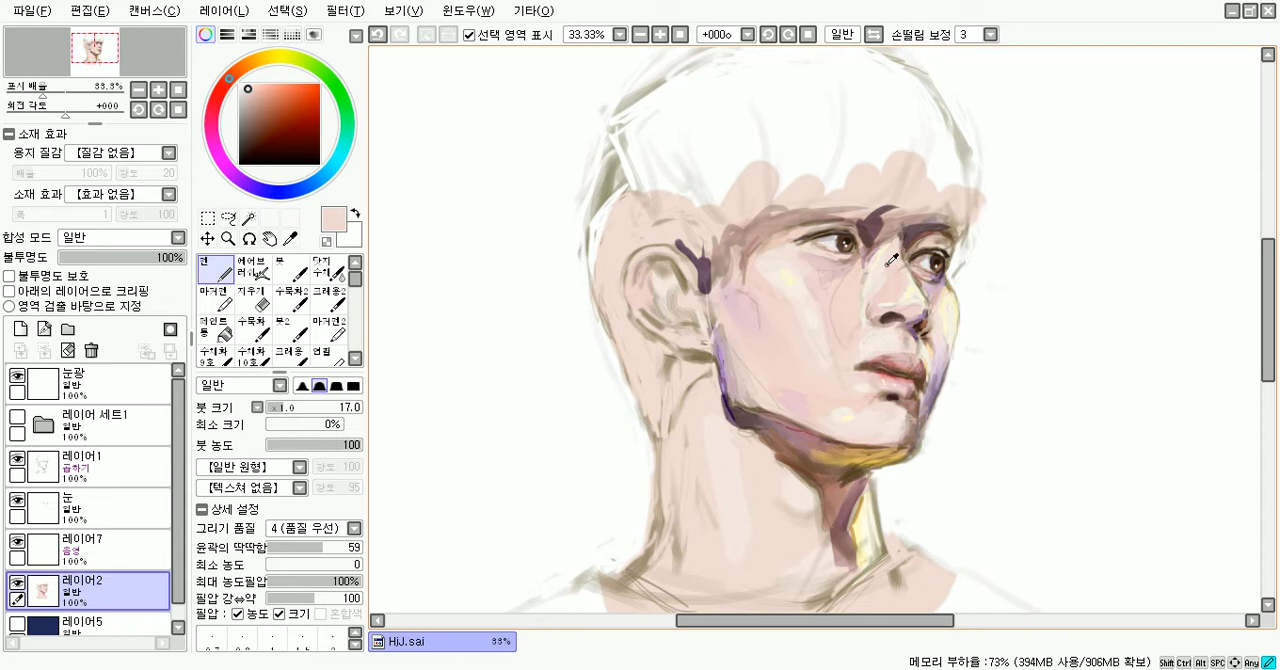 파일(F) 편집(E) 캔버스(C) 레이어(L) 선택(S) 필터(T) 보기(V) 윈도우(W) 기타(O)
선택 영역 표시 33.33% +000° 일반 손떨림 보정 3
표시 배율 33.3%
회전 각도 +000
소재 효과
용지 질감 【질감 없음】
배율 100% 강도 20
소재 효과 【효과 없음】
폭 1 강도 100
합성 모드 일반
불투명도 100%
불투명도 보호
아래의 레이어으로 크리핑
영역 검출 바탕으로 지정
눈광
일반
100%
레이어 세트1
일반
100%
레이어1
곱하기
100%
눈
일반
100%
레이어7
음영
100%
레이어2
일반
100%
레이어5
일반
펜 에어브러쉬 붓
마커펜 지우개 수묵화2 크레용2
페인트통 수묵화 붓2 마커펜2
수채화9호 수채화10호 크레용 연필
일반
붓 크기 x1.0 17.0
최소 크기 0%
붓 농도 100
【일반 원형】 강도 100
【텍스쳐 없음】 강도 95
상세 설정
그리기 품질 4 (품질 우선)
윤곽의 딱딱함 59
최소 농도 0
최대 농도필압 100%
필압 강⇔약 100
필압 : 농도 크기 혼합색
HjJ.sai 33%
메모리 부하율 :73% (394MB 사용/906MB 확보) Shift Ctrl Alt SPC Any